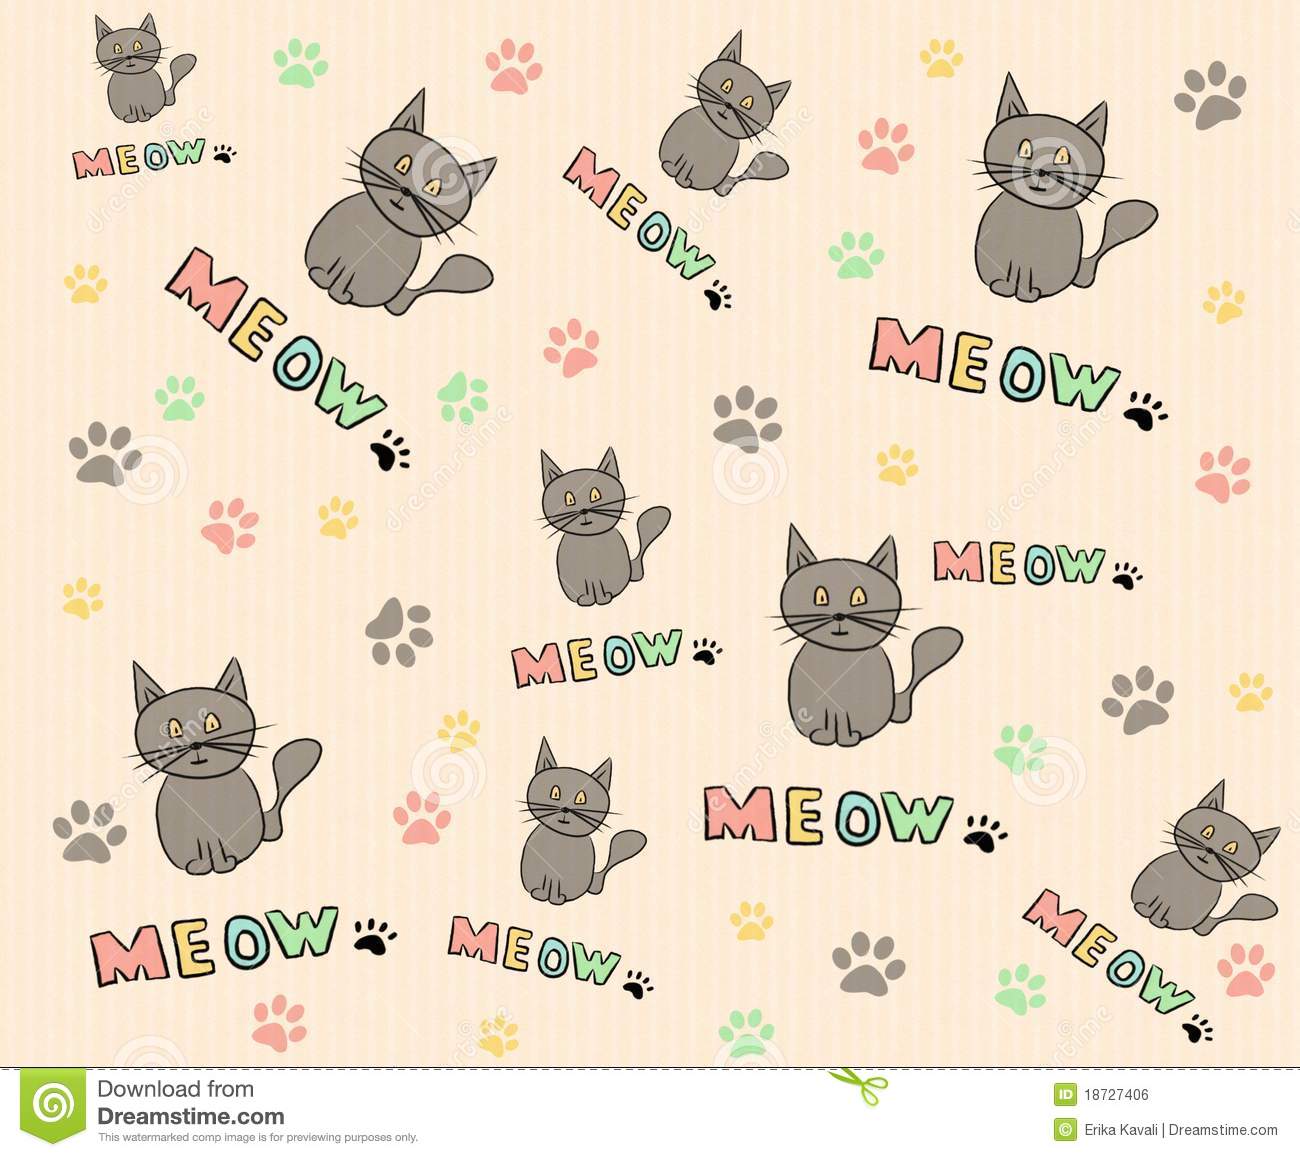 MEOW
MEOW
MEOW
MEOW
MEOW
MEOW
MEOW
MEOW
MEOW
MEOW
Download from
Dreamstime.com
This watermarked comp image is for previewing purposes only.
ID 18727406
© Erika Kavali | Dreamstime.com